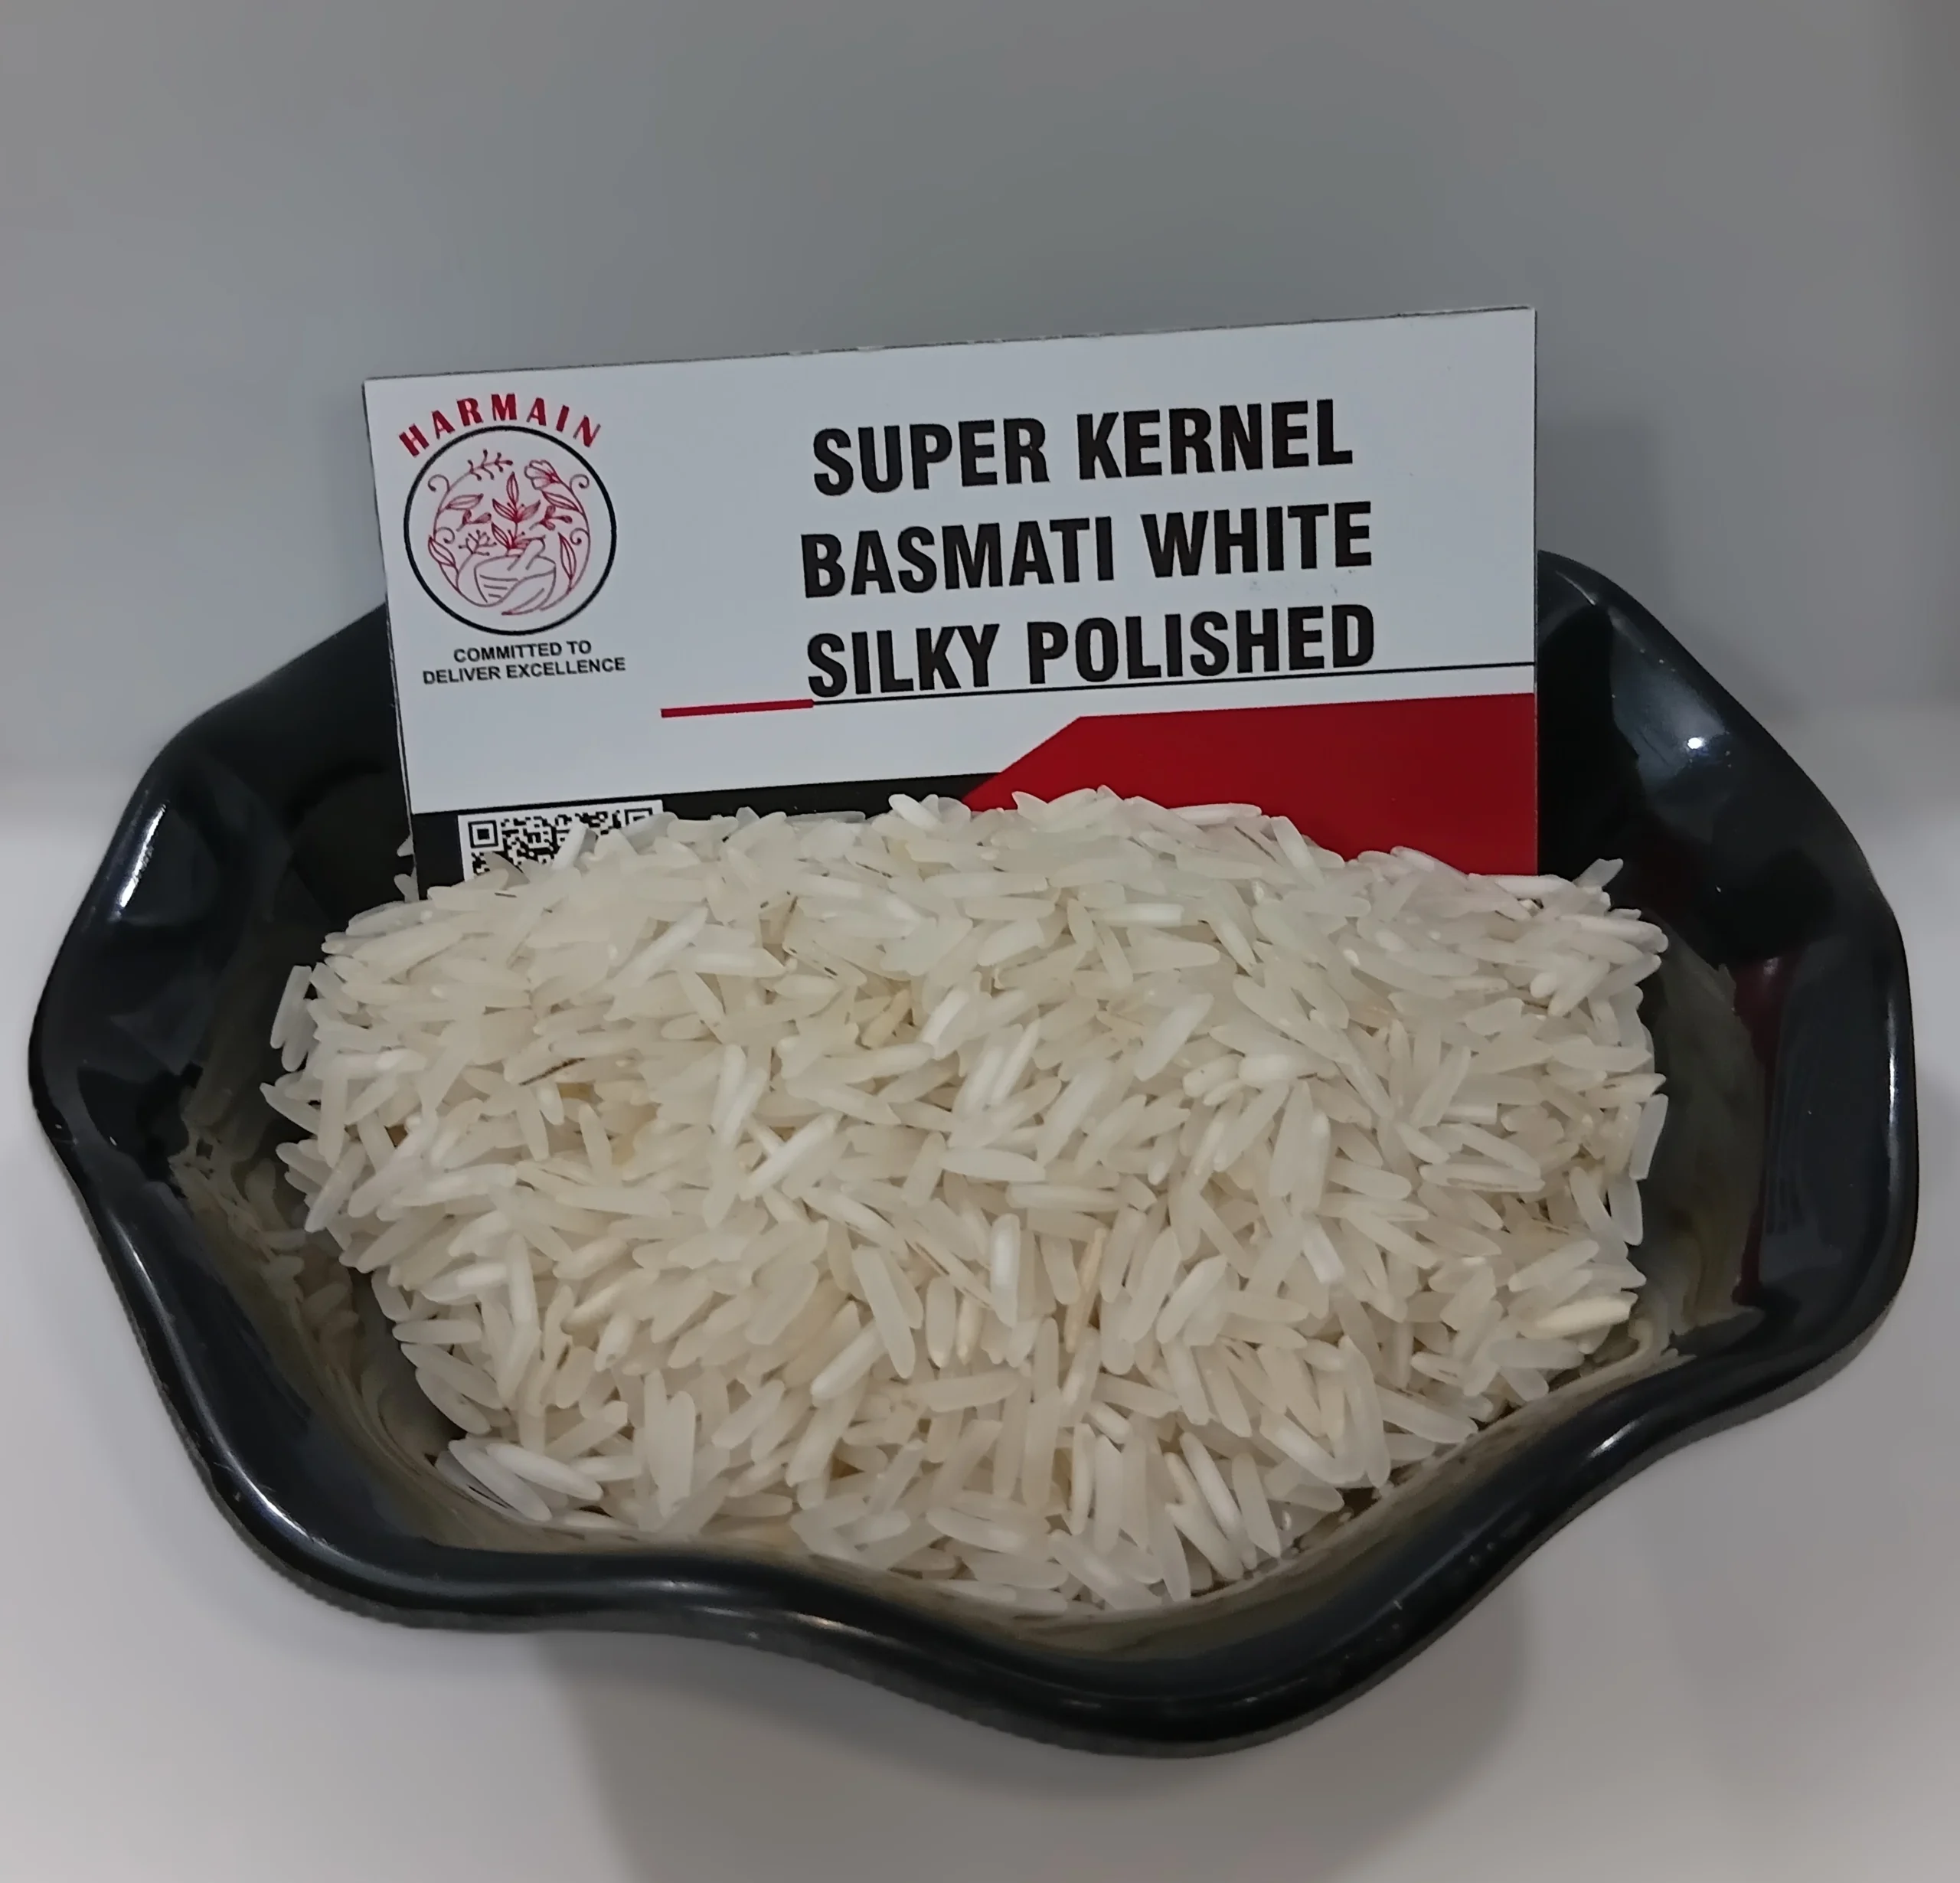 HARMAIN
COMMITTED TO
DELIVER EXCELLENCE
SUPER KERNEL
BASMATI WHITE
SILKY POLISHED